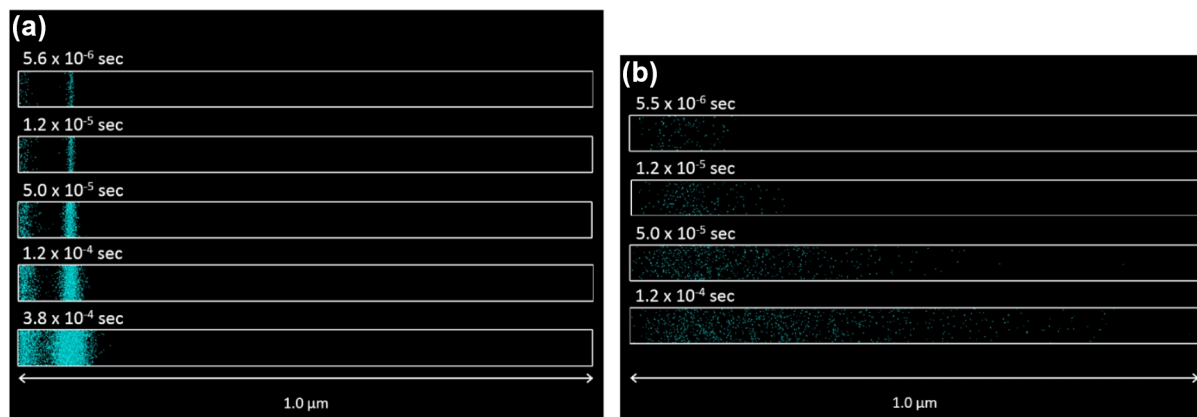 (a)
5.6 x 10⁻⁶ sec
1.2 x 10⁻⁵ sec
5.0 x 10⁻⁵ sec
1.2 x 10⁻⁴ sec
3.8 x 10⁻⁴ sec
1.0 µm
(b)
5.5 x 10⁻⁶ sec
1.2 x 10⁻⁵ sec
5.0 x 10⁻⁵ sec
1.2 x 10⁻⁴ sec
1.0 µm